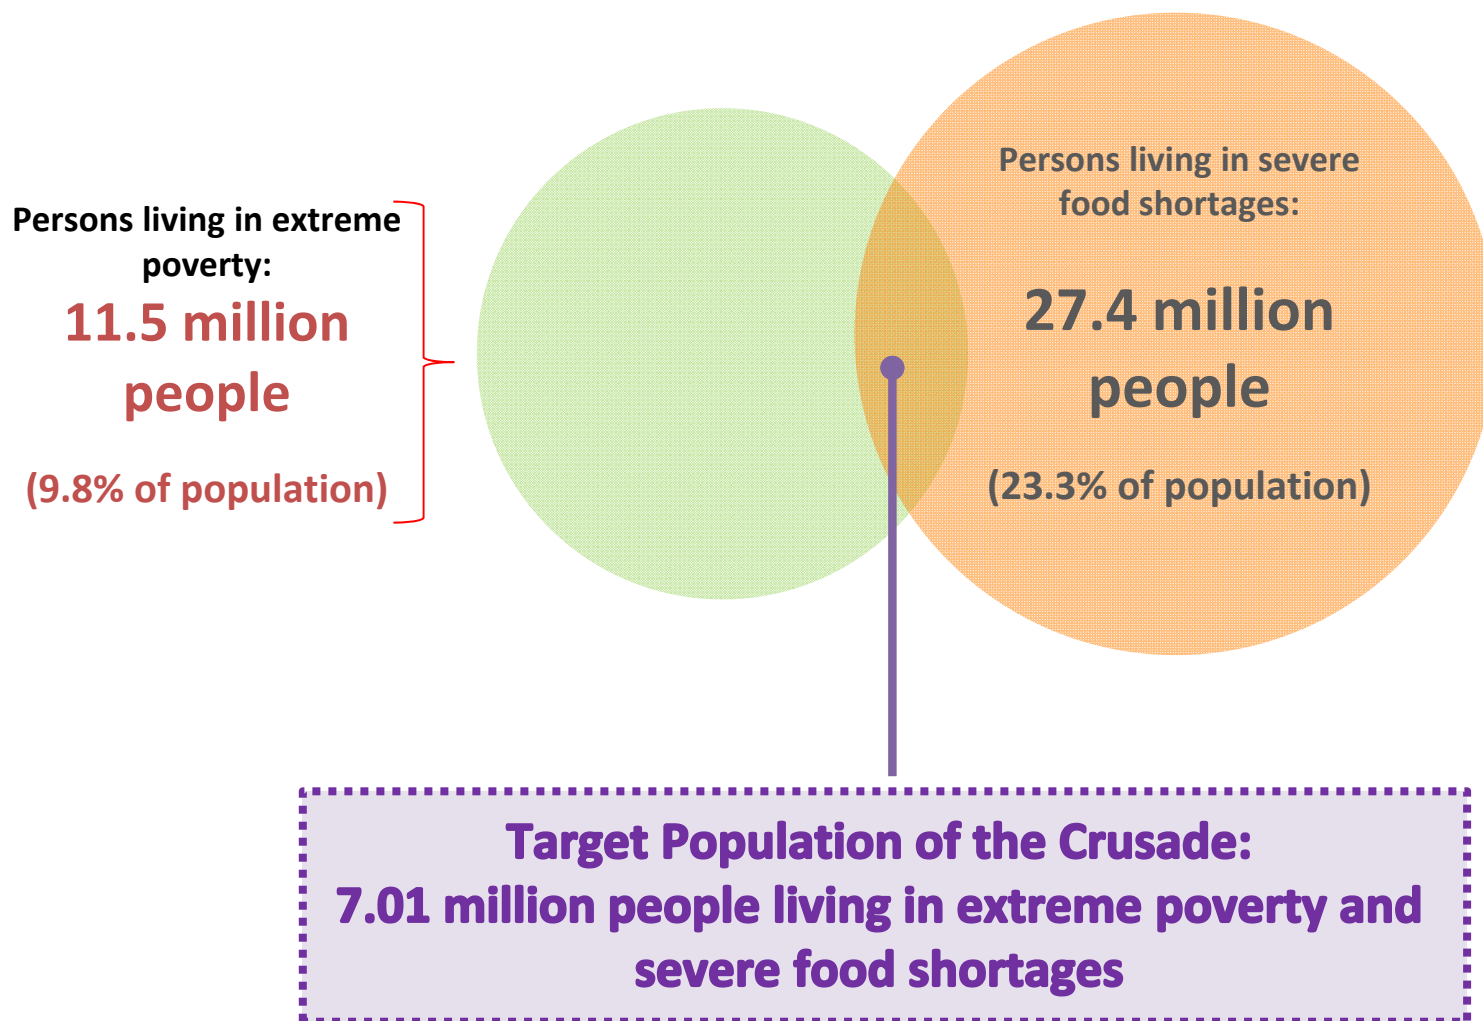 Persons living in extreme
poverty:
11.5 million
people
(9.8% of population)
Persons living in severe
food shortages:
27.4 million
people
(23.3% of population)
Target Population of the Crusade:
7.01 million people living in extreme poverty and
severe food shortages